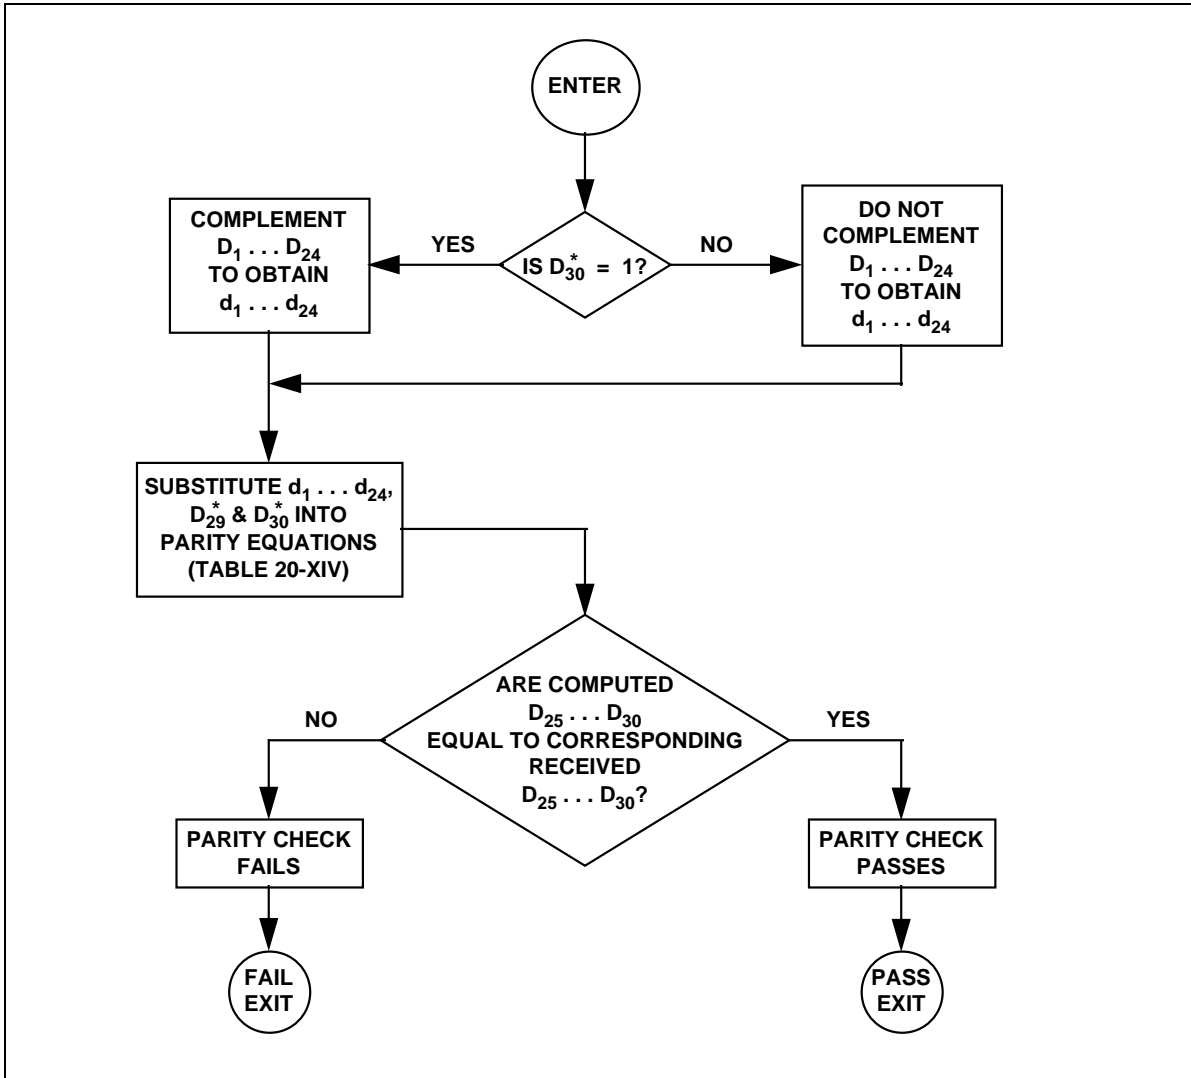 ENTER
COMPLEMENT
D₁ . . . D₂₄
TO OBTAIN
d₁ . . . d₂₄
YES
IS D*₃₀ = 1?
NO
DO NOT
COMPLEMENT
D₁ . . . D₂₄
TO OBTAIN
d₁ . . . d₂₄
SUBSTITUTE d₁ . . . d₂₄,
D*₂₉ & D*₃₀ INTO
PARITY EQUATIONS
(TABLE 20-XIV)
ARE COMPUTED
D₂₅ . . . D₃₀
EQUAL TO CORRESPONDING
RECEIVED
D₂₅ . . . D₃₀?
NO
YES
PARITY CHECK
FAILS
PARITY CHECK
PASSES
FAIL
EXIT
PASS
EXIT